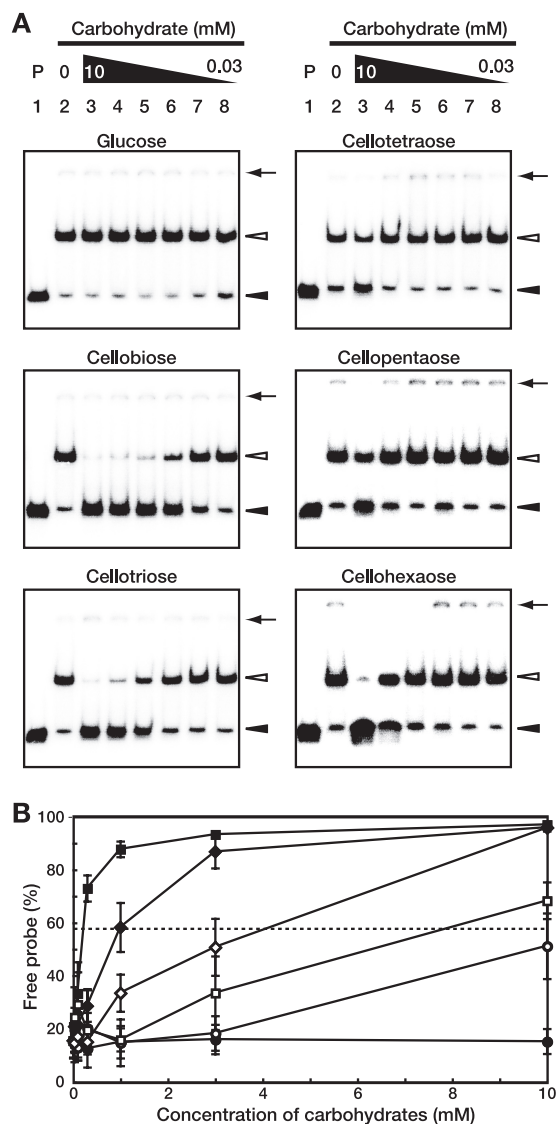 A
Carbohydrate (mM)
P 0 10 0.03
1 2 3 4 5 6 7 8
Glucose
Cellobiose
Cellotriose
Carbohydrate (mM)
P 0 10 0.03
1 2 3 4 5 6 7 8
Cellotetraose
Cellopentaose
Cellohexaose
B
Free probe (%)
100
80
60
40
20
0
0 2 4 6 8 10
Concentration of carbohydrates (mM)